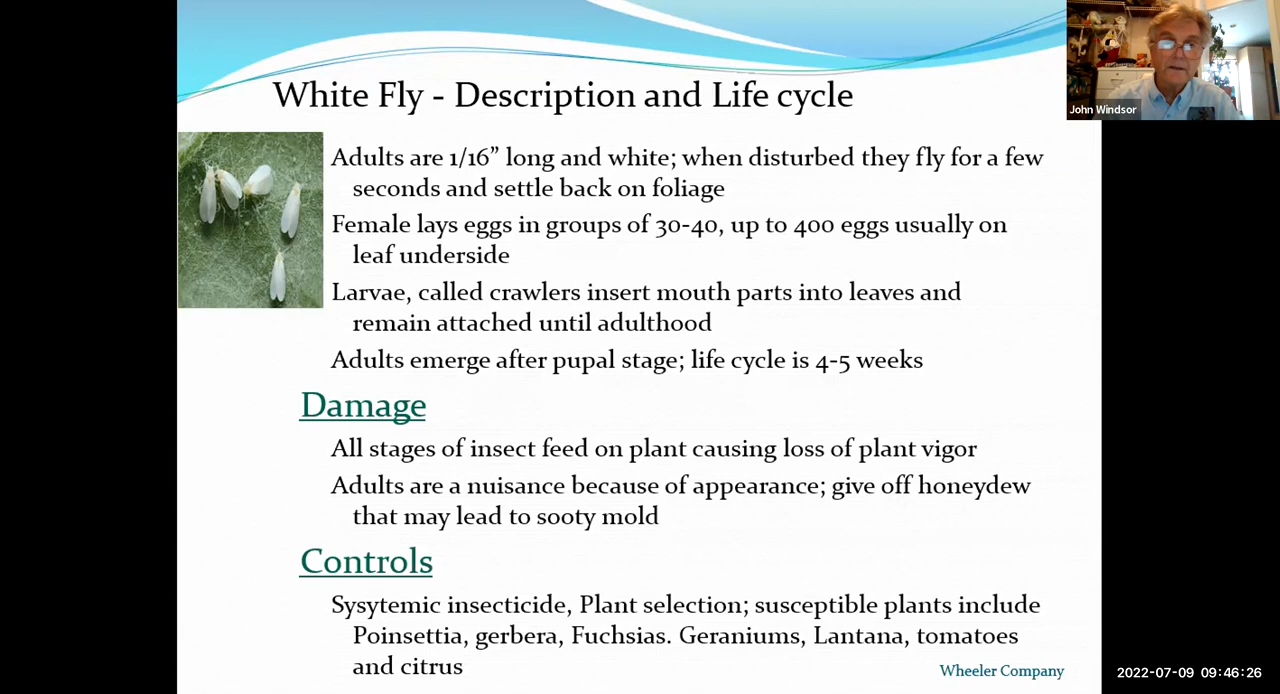 White Fly - Description and Life cycle
John Windsor
Adults are 1/16” long and white; when disturbed they fly for a few
seconds and settle back on foliage
Female lays eggs in groups of 30-40, up to 400 eggs usually on
leaf underside
Larvae, called crawlers insert mouth parts into leaves and
remain attached until adulthood
Adults emerge after pupal stage; life cycle is 4-5 weeks
Damage
All stages of insect feed on plant causing loss of plant vigor
Adults are a nuisance because of appearance; give off honeydew
that may lead to sooty mold
Controls
Sysytemic insecticide, Plant selection; susceptible plants include
Poinsettia, gerbera, Fuchsias. Geraniums, Lantana, tomatoes
and citrus
Wheeler Company
2022-07-09 09:46:26